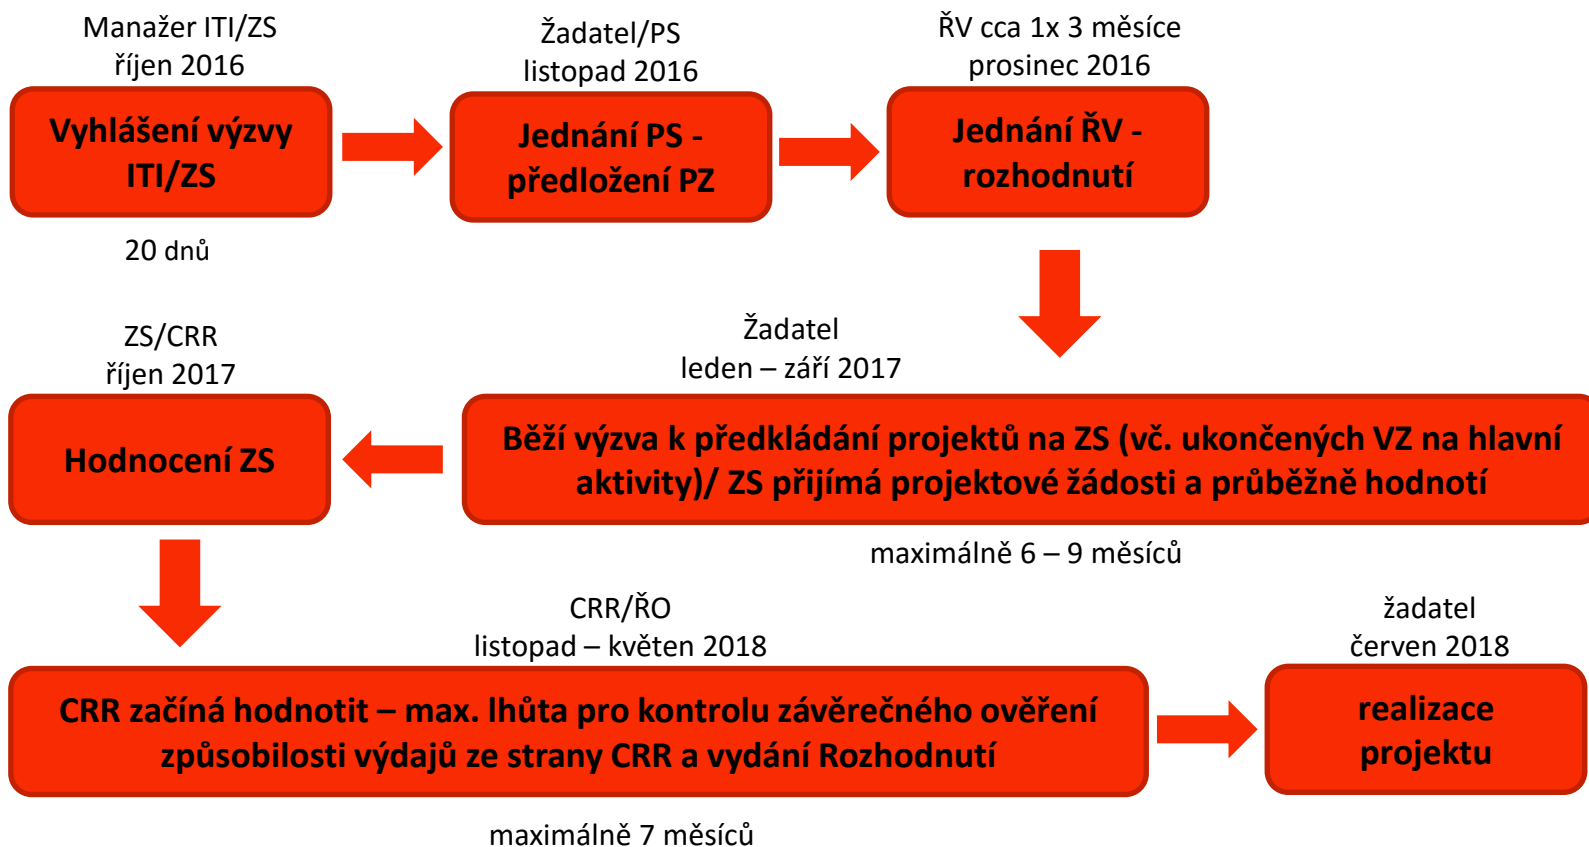 Manažer ITI/ZS
říjen 2016
Vyhlášení výzvy
ITI/ZS
20 dnů
Žadatel/PS
listopad 2016
Jednání PS -
předložení PZ
ŘV cca 1x 3 měsíce
prosinec 2016
Jednání ŘV -
rozhodnutí
Žadatel
leden – září 2017
Běží výzva k předkládání projektů na ZS (vč. ukončených VZ na hlavní
aktivity)/ ZS přijímá projektové žádosti a průběžně hodnotí
maximálně 6 – 9 měsíců
ZS/CRR
říjen 2017
Hodnocení ZS
CRR/ŘO
listopad – květen 2018
CRR začíná hodnotit – max. lhůta pro kontrolu závěrečného ověření
způsobilosti výdajů ze strany CRR a vydání Rozhodnutí
maximálně 7 měsíců
žadatel
červen 2018
realizace
projektu